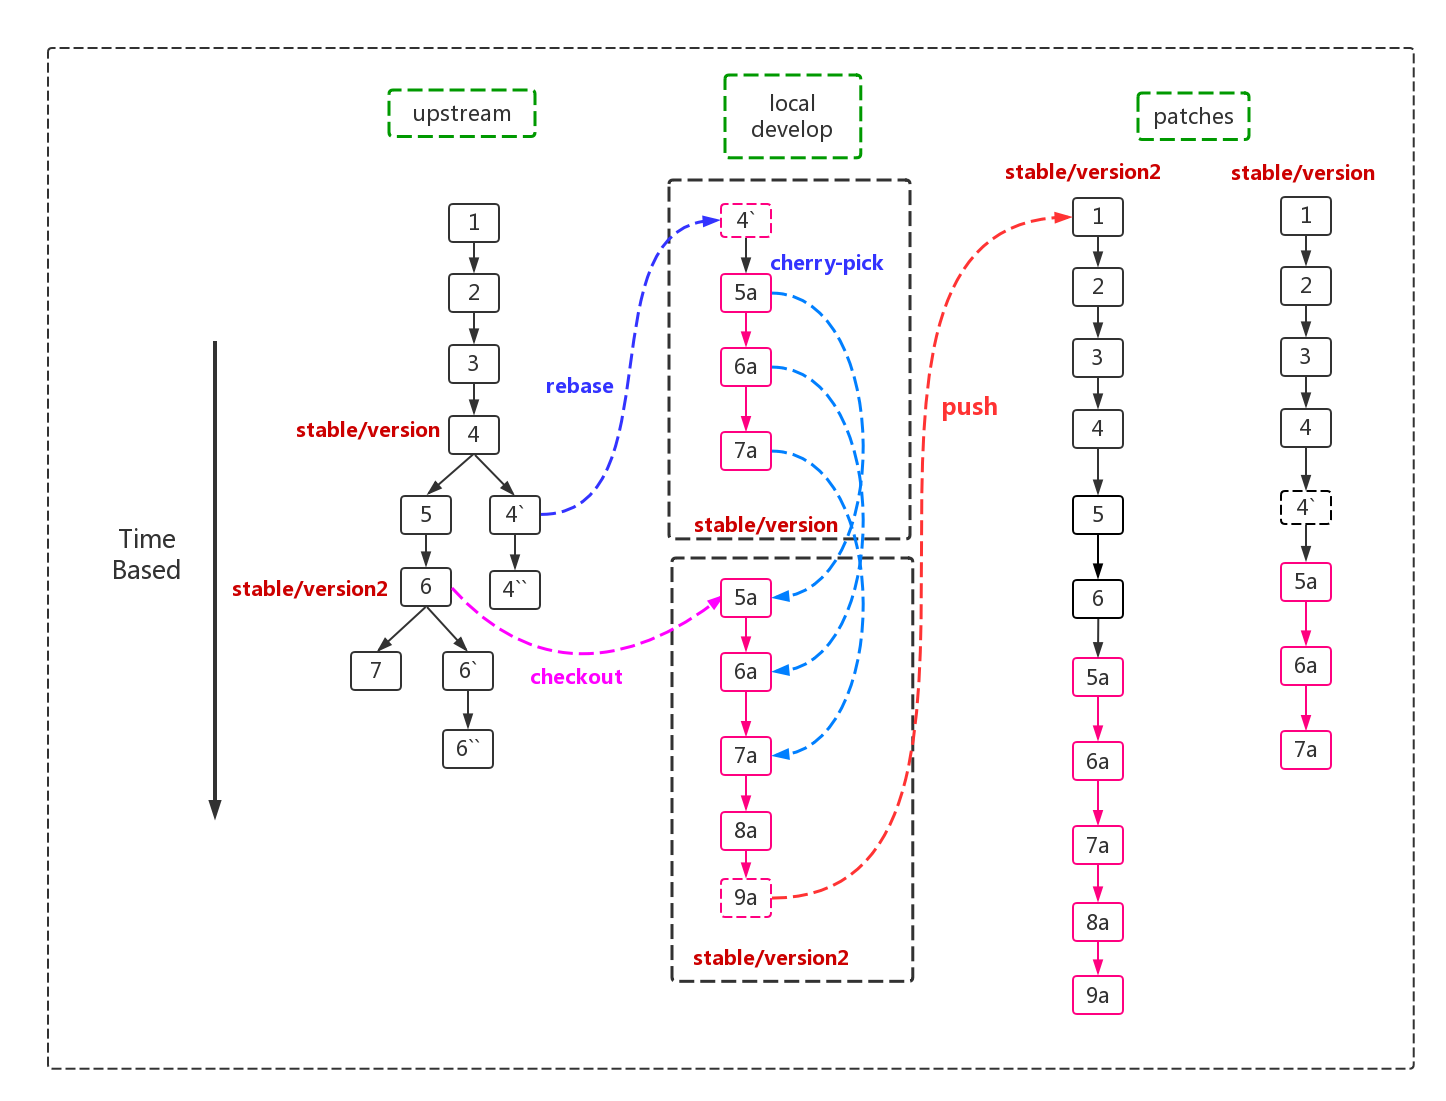 upstream
local
develop
patches
stable/version2
stable/version
1
2
3
stable/version
4
5
4`
stable/version2
6
4``
7
6`
6``
Time
Based
rebase
checkout
4`
cherry-pick
5a
6a
7a
stable/version
5a
6a
7a
8a
9a
stable/version2
push
1
2
3
4
5
6
5a
6a
7a
8a
9a
1
2
3
4
4`
5a
6a
7a